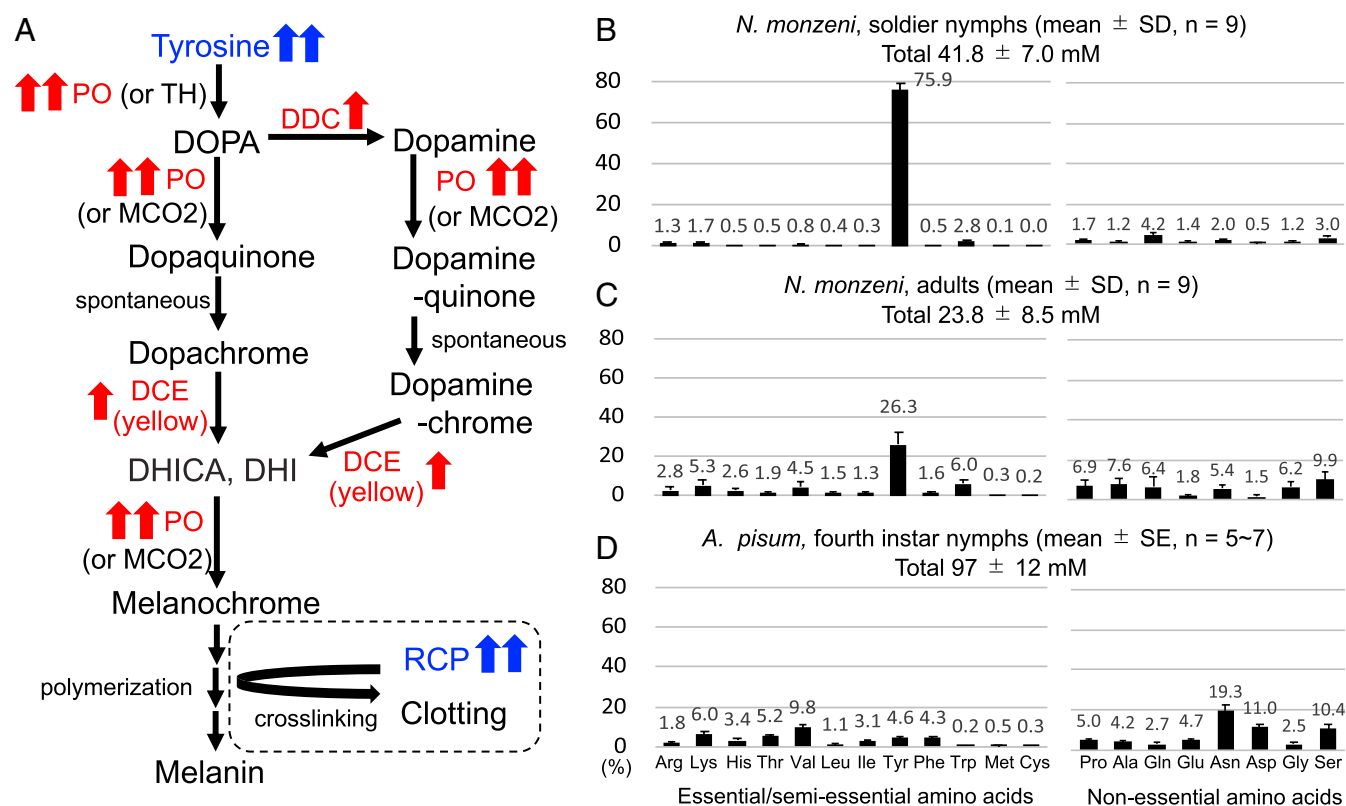 A
Tyrosine
PO (or TH)
DOPA
DDC
Dopamine
PO
(or MCO2)
PO
(or MCO2)
Dopaquinone
Dopamine
-quinone
spontaneous
spontaneous
Dopachrome
Dopamine
-chrome
DCE
(yellow)
DHICA, DHI
DCE
(yellow)
PO
(or MCO2)
Melanochrome
RCP
polymerization
crosslinking
Clotting
Melanin
B
N. monzeni, soldier nymphs (mean ± SD, n = 9)
Total 41.8 ± 7.0 mM
80
60
40
20
0
1.3 1.7 0.5 0.5 0.8 0.4 0.3 75.9 0.5 2.8 0.1 0.0
1.7 1.2 4.2 1.4 2.0 0.5 1.2 3.0
C
N. monzeni, adults (mean ± SD, n = 9)
Total 23.8 ± 8.5 mM
80
60
40
20
0
2.8 5.3 2.6 1.9 4.5 1.5 1.3 26.3 1.6 6.0 0.3 0.2
6.9 7.6 6.4 1.8 5.4 1.5 6.2 9.9
D
A. pisum, fourth instar nymphs (mean ± SE, n = 5~7)
Total 97 ± 12 mM
80
60
40
20
0
(%)
1.8 6.0 3.4 5.2 9.8 1.1 3.1 4.6 4.3 0.2 0.5 0.3
5.0 4.2 2.7 4.7 19.3 11.0 2.5 10.4
Arg Lys His Thr Val Leu Ile Tyr Phe Trp Met Cys
Pro Ala Gln Glu Asn Asp Gly Ser
Essential/semi-essential amino acids
Non-essential amino acids